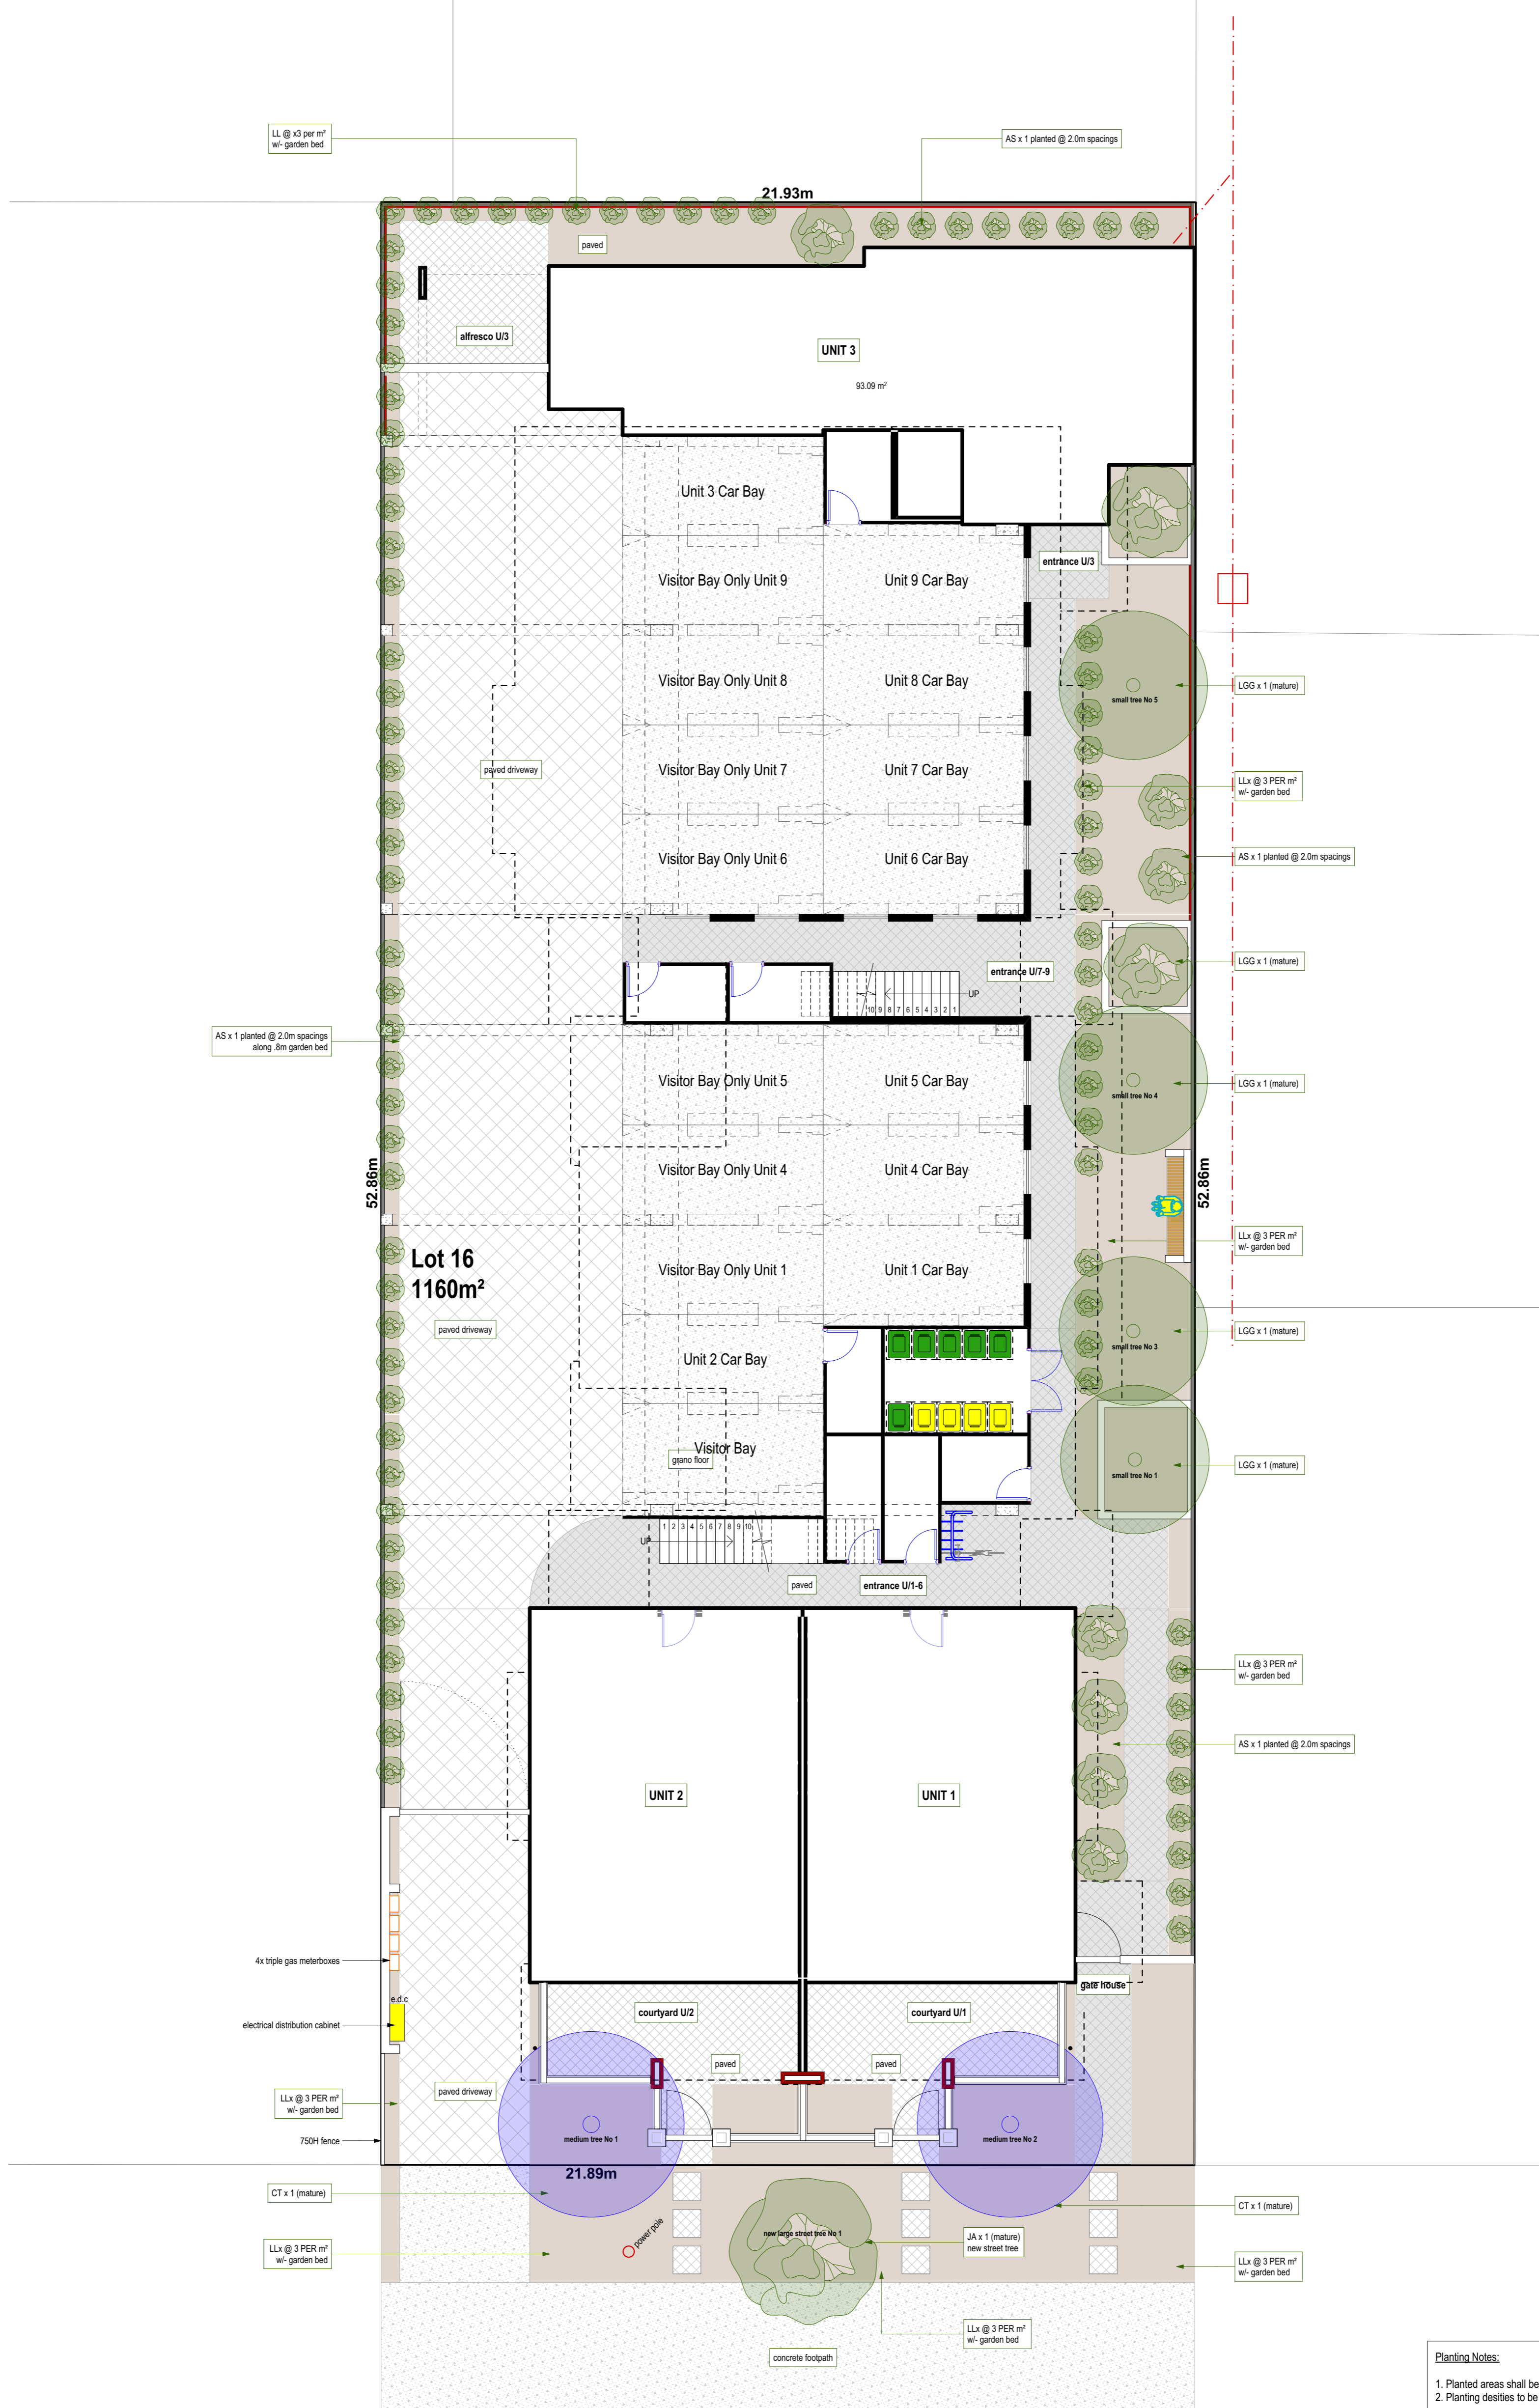 LL @ x3 per m²
w/- garden bed
AS x 1 planted @ 2.0m spacings
21.93m
paved
alfresco U/3
UNIT 3
93.09 m²
Unit 3 Car Bay
entrance U/3
Visitor Bay Only Unit 9
Unit 9 Car Bay
Visitor Bay Only Unit 8
Unit 8 Car Bay
LGG x 1 (mature)
small tree No 5
paved driveway
Visitor Bay Only Unit 7
Unit 7 Car Bay
LLx @ 3 PER m²
w/- garden bed
Visitor Bay Only Unit 6
Unit 6 Car Bay
AS x 1 planted @ 2.0m spacings
LGG x 1 (mature)
entrance U/7-9
UP
10 9 8 7 6 5 4 3 2 1
AS x 1 planted @ 2.0m spacings
along .8m garden bed
Visitor Bay Only Unit 5
Unit 5 Car Bay
LGG x 1 (mature)
small tree No 4
Visitor Bay Only Unit 4
Unit 4 Car Bay
52.86m
52.86m
LLx @ 3 PER m²
w/- garden bed
Lot 16
1160m²
Visitor Bay Only Unit 1
Unit 1 Car Bay
paved driveway
LGG x 1 (mature)
small tree No 3
Unit 2 Car Bay
Visitor Bay
grano floor
LGG x 1 (mature)
small tree No 1
1 2 3 4 5 6 7 8 9 10
UP
paved
entrance U/1-6
LLx @ 3 PER m²
w/- garden bed
AS x 1 planted @ 2.0m spacings
UNIT 2
UNIT 1
4x triple gas meterboxes
gate house
e.d.c
electrical distribution cabinet
courtyard U/2
courtyard U/1
paved
paved
paved driveway
LLx @ 3 PER m²
w/- garden bed
750H fence
medium tree No 1
medium tree No 2
21.89m
CT x 1 (mature)
CT x 1 (mature)
power pole
new large street tree No 1
JA x 1 (mature)
new street tree
LLx @ 3 PER m²
w/- garden bed
LLx @ 3 PER m²
w/- garden bed
LLx @ 3 PER m²
w/- garden bed
concrete footpath
Planting Notes:
1. Planted areas shall be
2. Planting desities to be